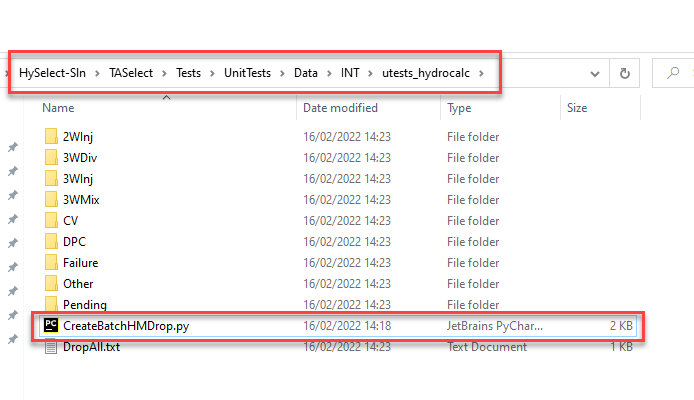 HySelect-Sln > TASelect > Tests > UnitTests > Data > INT > utests_hydrocalc >
Name Date modified Type Size
2WInj 16/02/2022 14:23 File folder
3WDiv 16/02/2022 14:23 File folder
3WInj 16/02/2022 14:23 File folder
3WMix 16/02/2022 14:23 File folder
CV 16/02/2022 14:23 File folder
DPC 16/02/2022 14:23 File folder
Failure 16/02/2022 14:23 File folder
Other 16/02/2022 14:23 File folder
Pending 16/02/2022 14:23 File folder
PC CreateBatchHMDrop.py 16/02/2022 14:18 JetBrains PyChar... 2 KB
DropAll.txt 16/02/2022 14:23 Text Document 1 KB